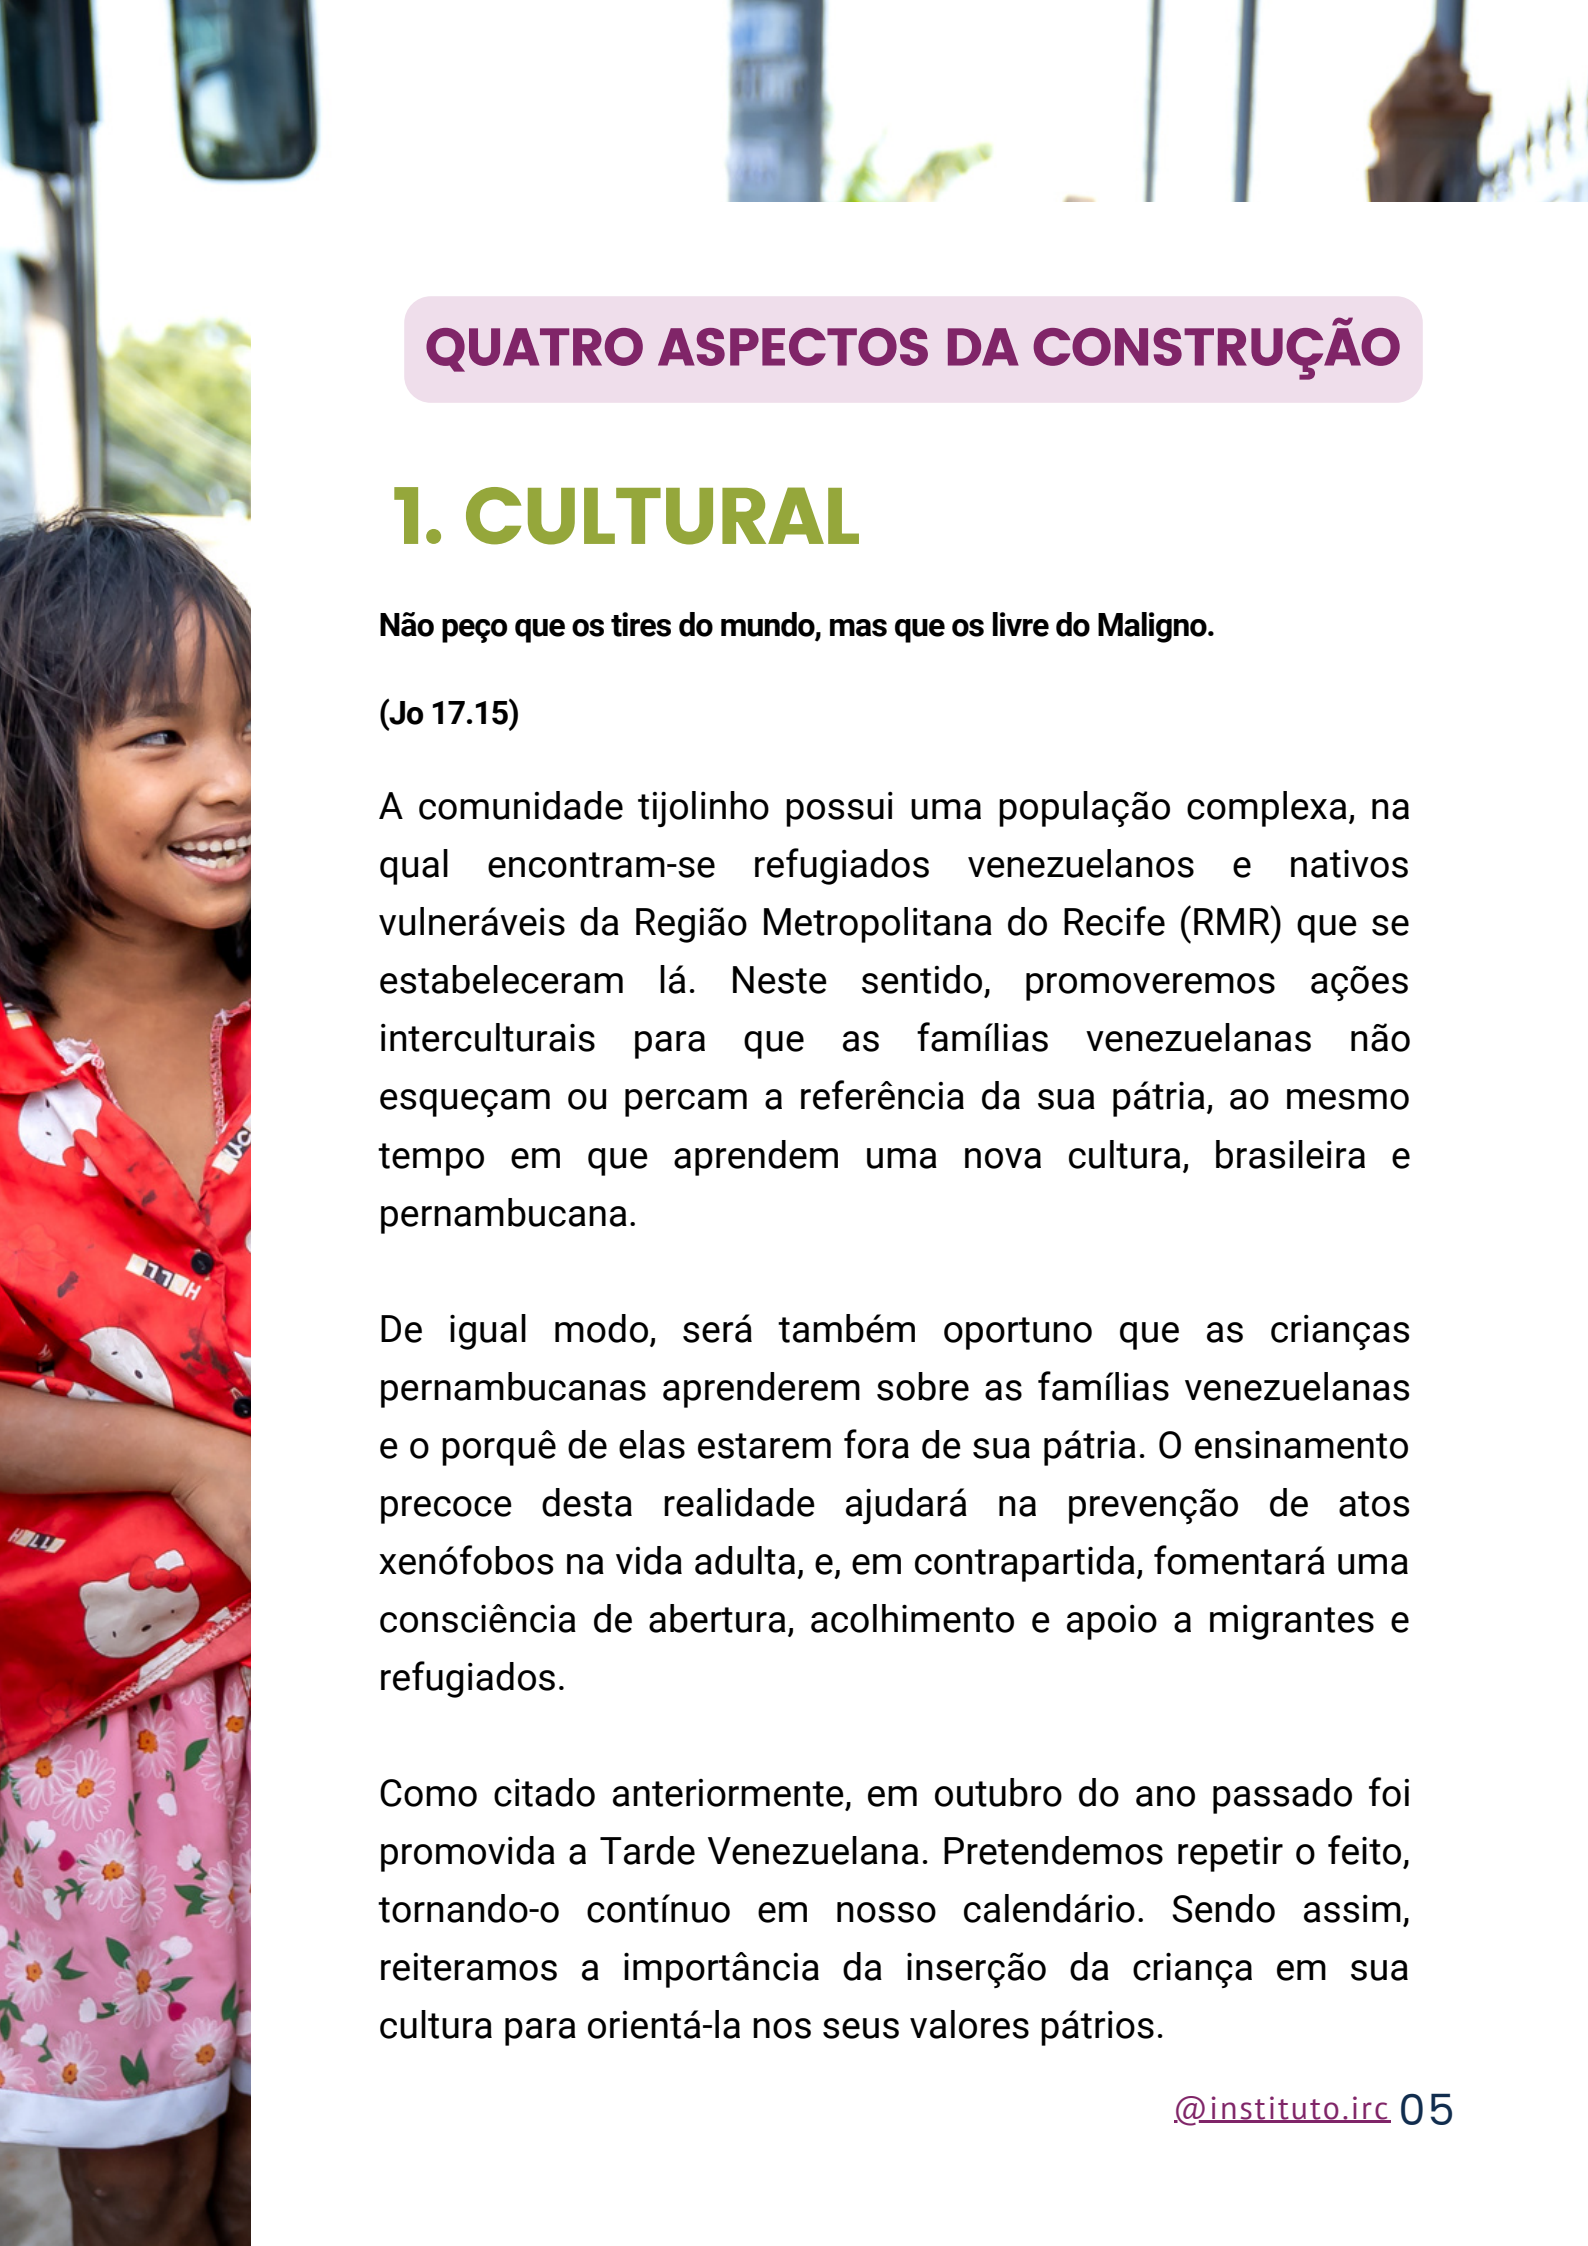 QUATRO ASPECTOS DA CONSTRUÇÃO
1. CULTURAL
Não peço que os tires do mundo, mas que os livre do Maligno.
(Jo 17.15)
A comunidade tijolinho possui uma população complexa, na
qual encontram-se refugiados venezuelanos e nativos
vulneráveis da Região Metropolitana do Recife (RMR) que se
estabeleceram lá. Neste sentido, promoveremos ações
interculturais para que as famílias venezuelanas não
esqueçam ou percam a referência da sua pátria, ao mesmo
tempo em que aprendem uma nova cultura, brasileira e
pernambucana.
De igual modo, será também oportuno que as crianças
pernambucanas aprenderem sobre as famílias venezuelanas
e o porquê de elas estarem fora de sua pátria. O ensinamento
precoce desta realidade ajudará na prevenção de atos
xenófobos na vida adulta, e, em contrapartida, fomentará uma
consciência de abertura, acolhimento e apoio a migrantes e
refugiados.
Como citado anteriormente, em outubro do ano passado foi
promovida a Tarde Venezuelana. Pretendemos repetir o feito,
tornando-o contínuo em nosso calendário. Sendo assim,
reiteramos a importância da inserção da criança em sua
cultura para orientá-la nos seus valores pátrios.
@instituto.irc 05